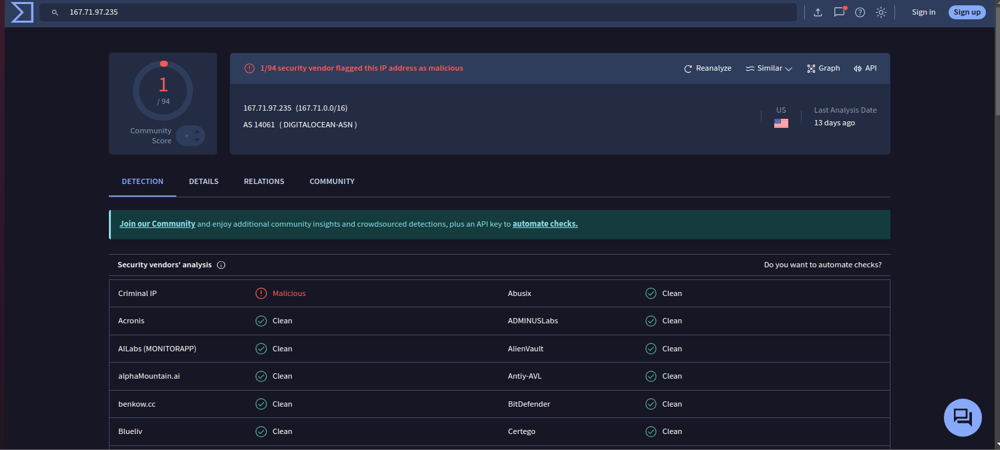 167.71.97.235
Sign in
Sign up
1
/ 94
Community
Score
1/94 security vendor flagged this IP address as malicious
Reanalyze
Similar
Graph
API
167.71.97.235 (167.71.0.0/16)
AS 14061 ( DIGITALOCEAN-ASN )
US
Last Analysis Date
13 days ago
DETECTION
DETAILS
RELATIONS
COMMUNITY
Join our Community and enjoy additional community insights and crowdsourced detections, plus an API key to automate checks.
Security vendors' analysis
Do you want to automate checks?
Criminal IP Malicious Abusix Clean
Acronis Clean ADMINUSLabs Clean
AILabs (MONITORAPP) Clean AlienVault Clean
alphaMountain.ai Clean Antiy-AVL Clean
benkow.cc Clean BitDefender Clean
Blueliv Clean Certego Clean